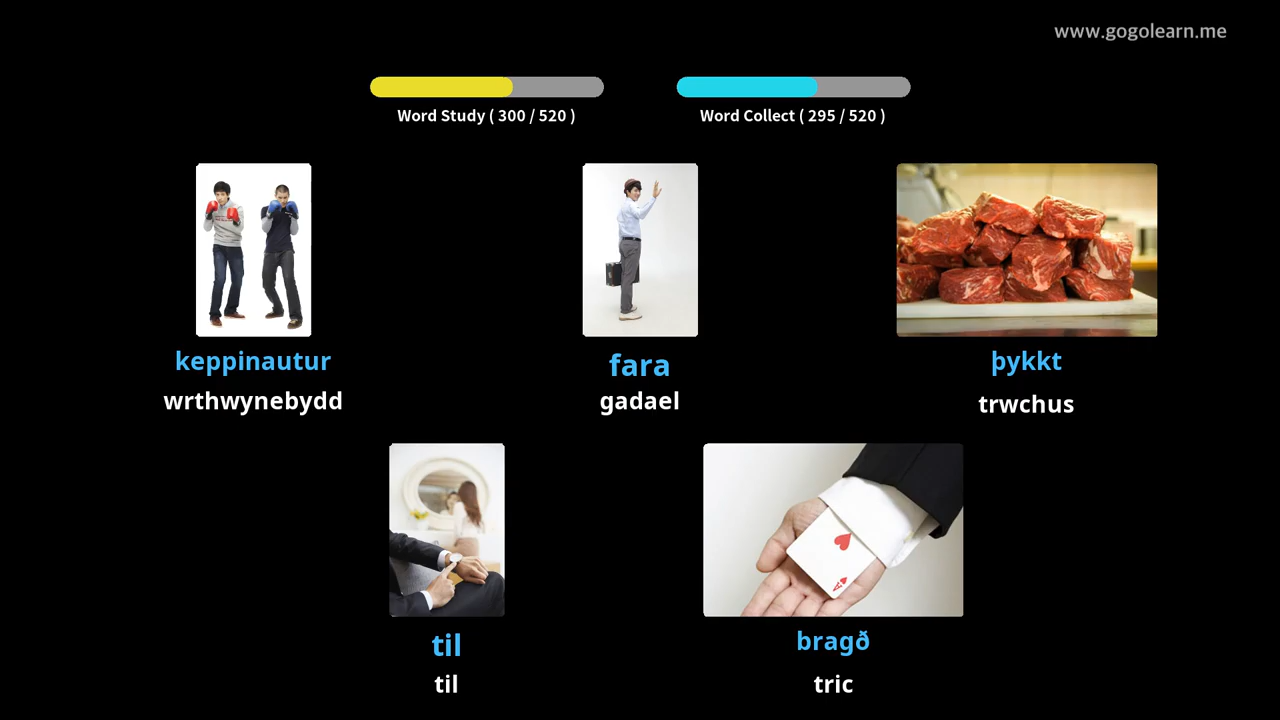 www.gogolearn.me
Word Study ( 300 / 520 )
Word Collect ( 295 / 520 )
keppinautur
wrthwynebydd
fara
gadael
þykkt
trwchus
til
til
bragð
tric